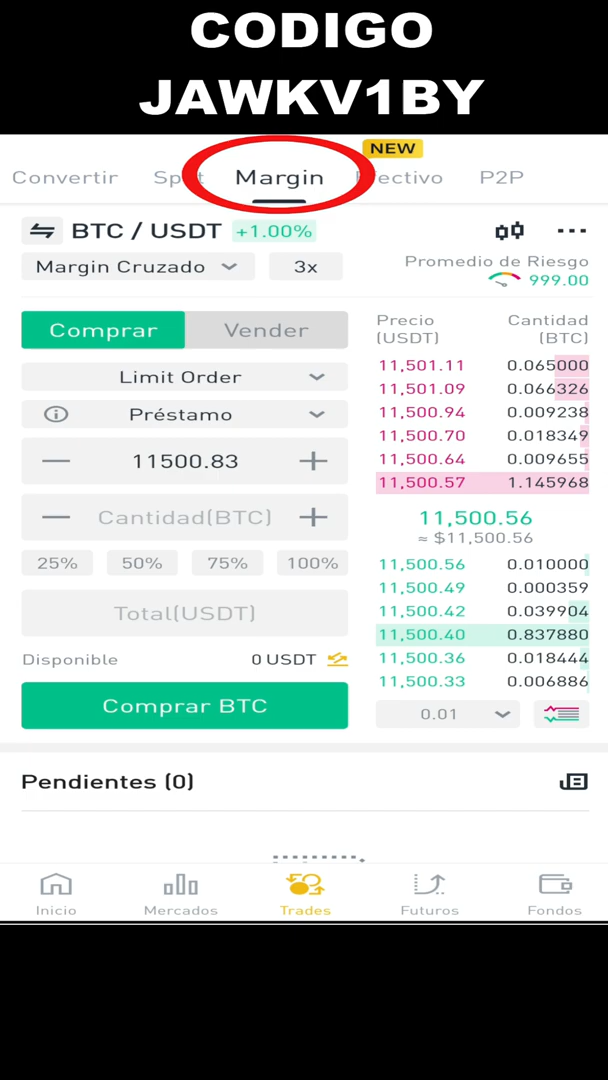 CODIGO
JAWKV1BY
NEW
Convertir Spot Margin Efectivo P2P
BTC / USDT +1.00%
Margin Cruzado 3x
Promedio de Riesgo
999.00
Comprar Vender
Limit Order
Préstamo
11500.83
Cantidad(BTC)
25% 50% 75% 100%
Total(USDT)
Disponible 0 USDT
Comprar BTC
Precio Cantidad
(USDT) (BTC)
11,501.11 0.065000
11,501.09 0.066326
11,500.94 0.009238
11,500.70 0.018349
11,500.64 0.009655
11,500.57 1.145968
11,500.56
≈ $11,500.56
11,500.56 0.010000
11,500.49 0.000359
11,500.42 0.039904
11,500.40 0.837880
11,500.36 0.018444
11,500.33 0.006886
0.01
Pendientes (0)
Inicio Mercados Trades Futuros Fondos